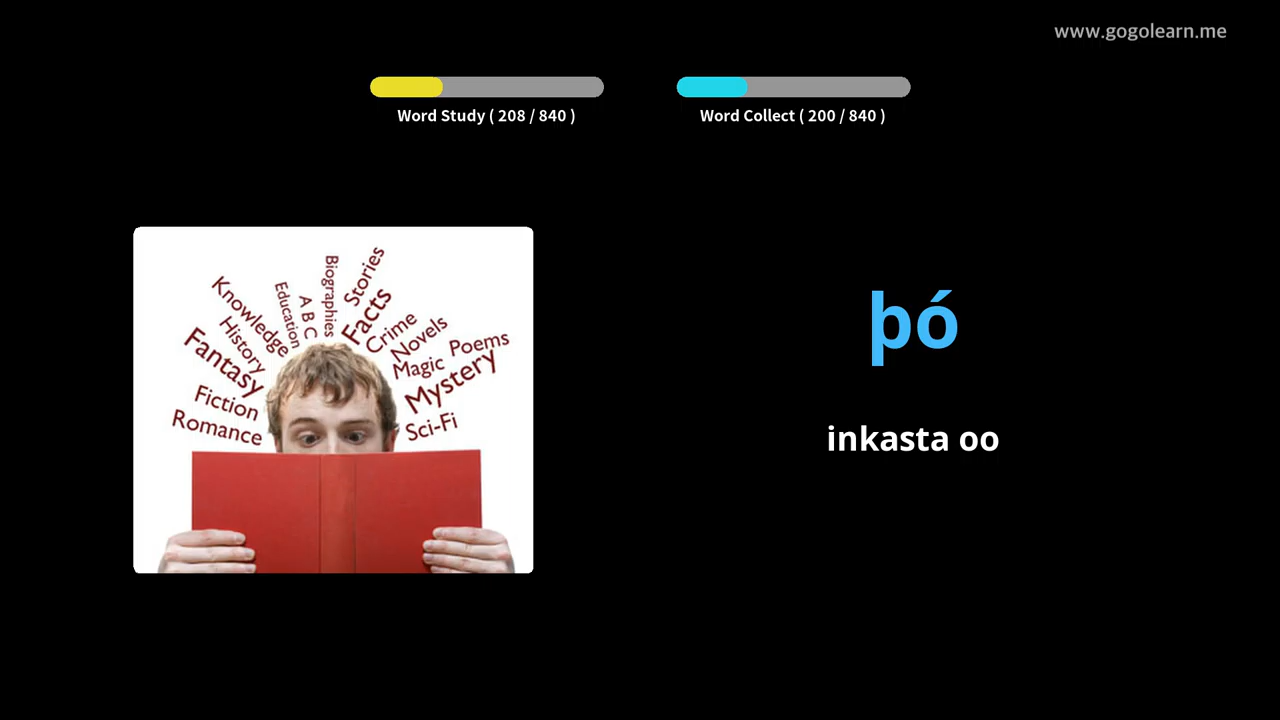 www.gogolearn.me
Word Study ( 208 / 840 )
Word Collect ( 200 / 840 )
Biographies
Stories
Education
A B C
Facts
Knowledge
Crime
History
Novels
Poems
Fantasy
Magic
Mystery
Fiction
Romance
Sci-Fi
þó
inkasta oo